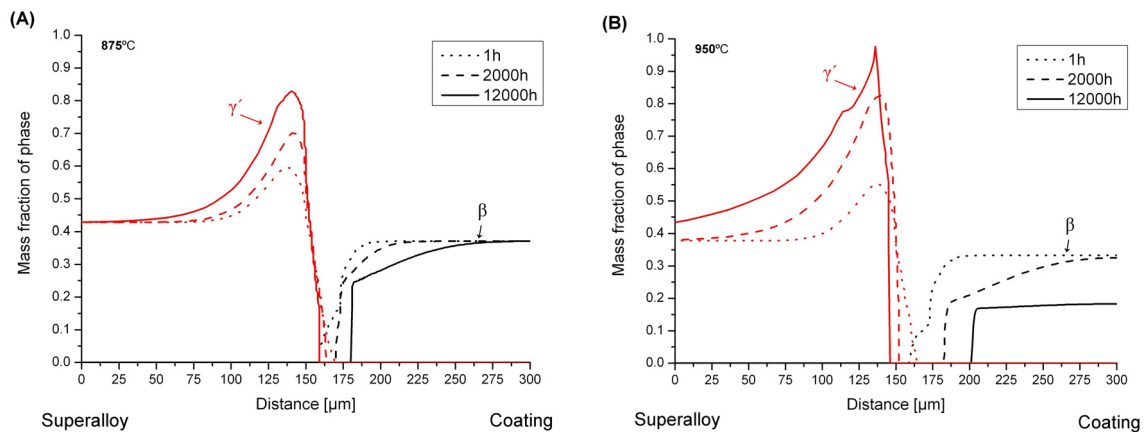 (A)
875ºC
1h
2000h
12000h
γ´
β
Mass fraction of phase
1.0
0.9
0.8
0.7
0.6
0.5
0.4
0.3
0.2
0.1
0.0
0 25 50 75 100 125 150 175 200 225 250 275 300
Distance [µm]
Superalloy Coating
(B)
950ºC
1h
2000h
12000h
γ´
β
Mass fraction of phase
1.0
0.9
0.8
0.7
0.6
0.5
0.4
0.3
0.2
0.1
0.0
0 25 50 75 100 125 150 175 200 225 250 275 300
Distance [µm]
Superalloy Coating